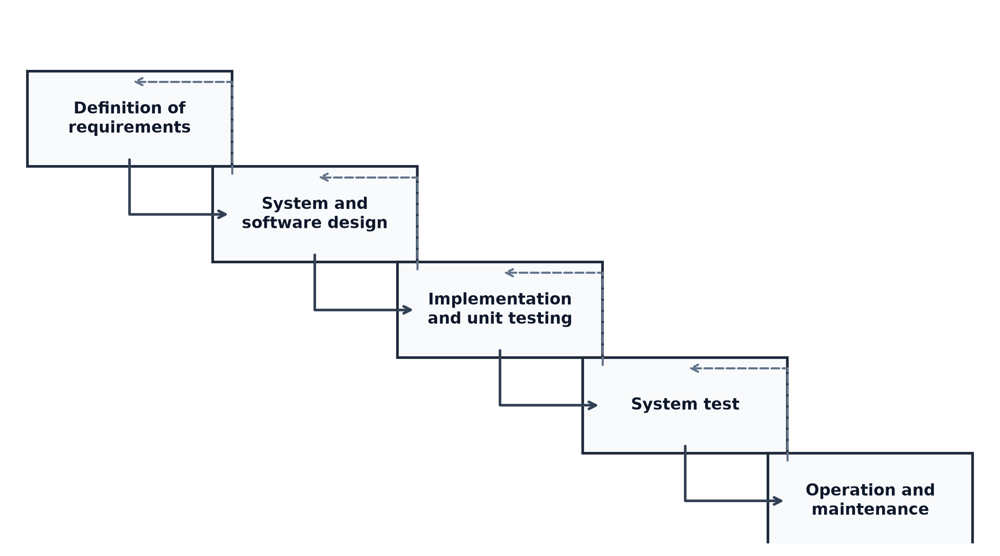 Definition of
requirements
System and
software design
Implementation
and unit testing
System test
Operation and
maintenance